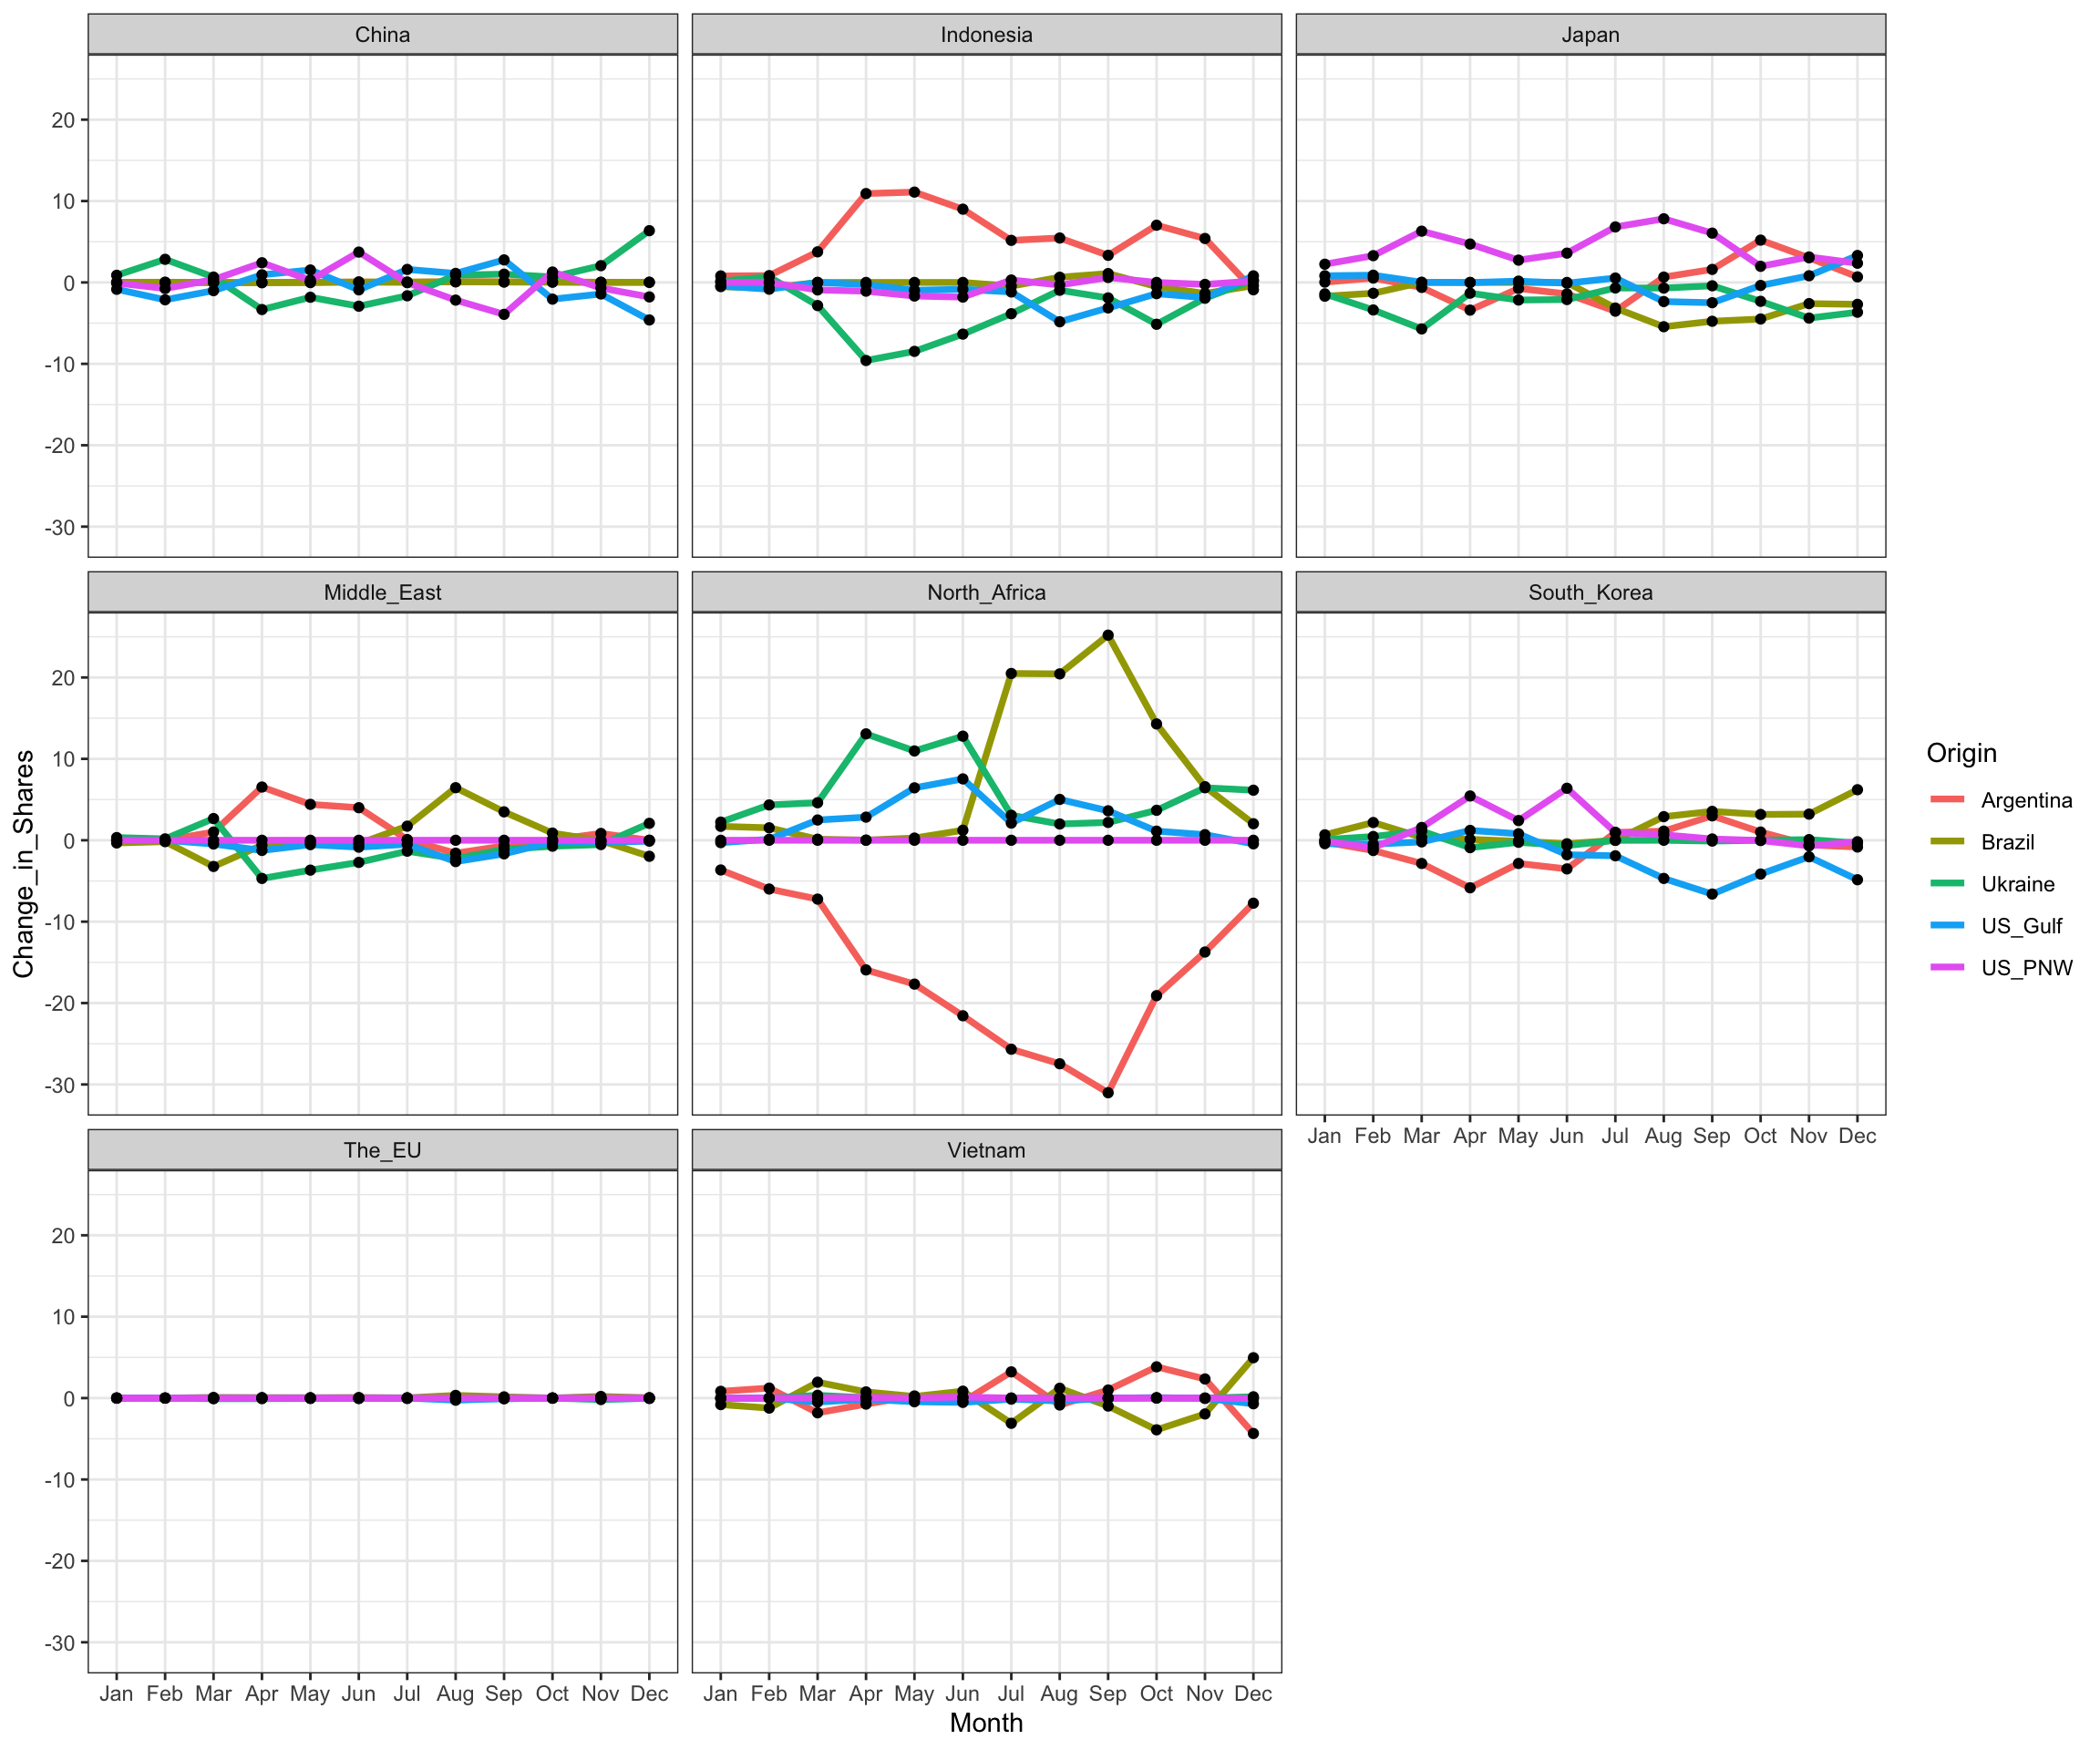 China
Indonesia
Japan
20
10
0
-10
-20
-30
Middle_East
North_Africa
South_Korea
20
10
0
-10
-20
-30
Jan Feb Mar Apr May Jun Jul Aug Sep Oct Nov Dec
The_EU
Vietnam
20
10
0
-10
-20
-30
Jan Feb Mar Apr May Jun Jul Aug Sep Oct Nov Dec
Jan Feb Mar Apr May Jun Jul Aug Sep Oct Nov Dec
Month
Change_in_Shares
Origin
Argentina
Brazil
Ukraine
US_Gulf
US_PNW